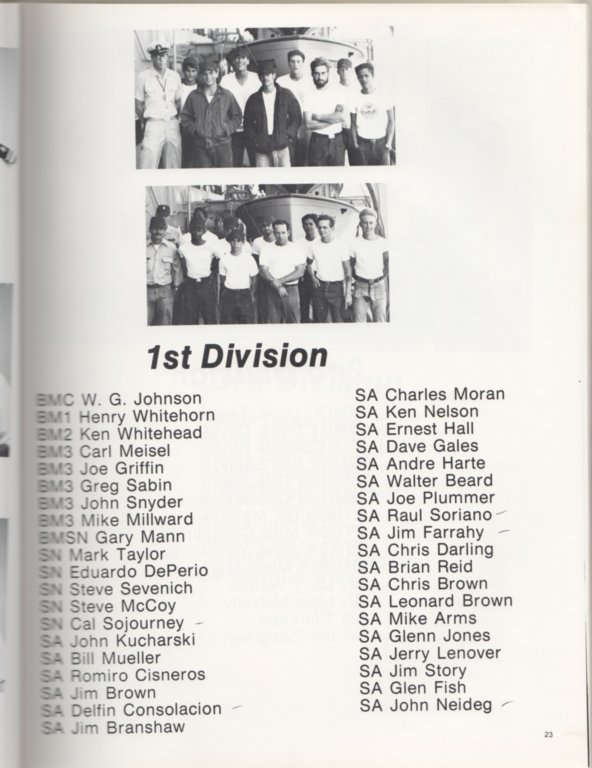 1st Division
BMC W. G. Johnson
BM1 Henry Whitehorn
BM2 Ken Whitehead
BM3 Carl Meisel
BM3 Joe Griffin
BM3 Greg Sabin
BM3 John Snyder
BM3 Mike Millward
BMSN Gary Mann
SN Mark Taylor
SN Eduardo DePerio
SN Steve Sevenich
SN Steve McCoy
SN Cal Sojourney
SA John Kucharski
SA Bill Mueller
SA Romiro Cisneros
SA Jim Brown
SA Delfin Consolacion
SA Jim Branshaw
SA Charles Moran
SA Ken Nelson
SA Ernest Hall
SA Dave Gales
SA Andre Harte
SA Walter Beard
SA Joe Plummer
SA Raul Soriano
SA Jim Farrahy
SA Chris Darling
SA Brian Reid
SA Chris Brown
SA Leonard Brown
SA Mike Arms
SA Glenn Jones
SA Jerry Lenover
SA Jim Story
SA Glen Fish
SA John Neideg
23